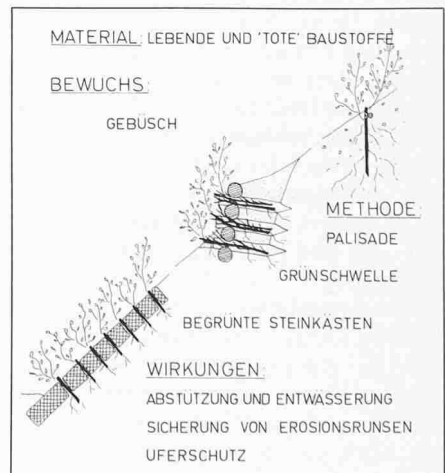 MATERIAL: LEBENDE UND 'TOTE' BAUSTOFFE
BEWUCHS:
GEBÜSCH
METHODE:
PALISADE
GRÜNSCHWELLE
BEGRÜNTE STEINKÄSTEN
WIRKUNGEN:
ABSTÜTZUNG UND ENTWÄSSERUNG
SICHERUNG VON EROSIONSRUNSEN
UFERSCHUTZ